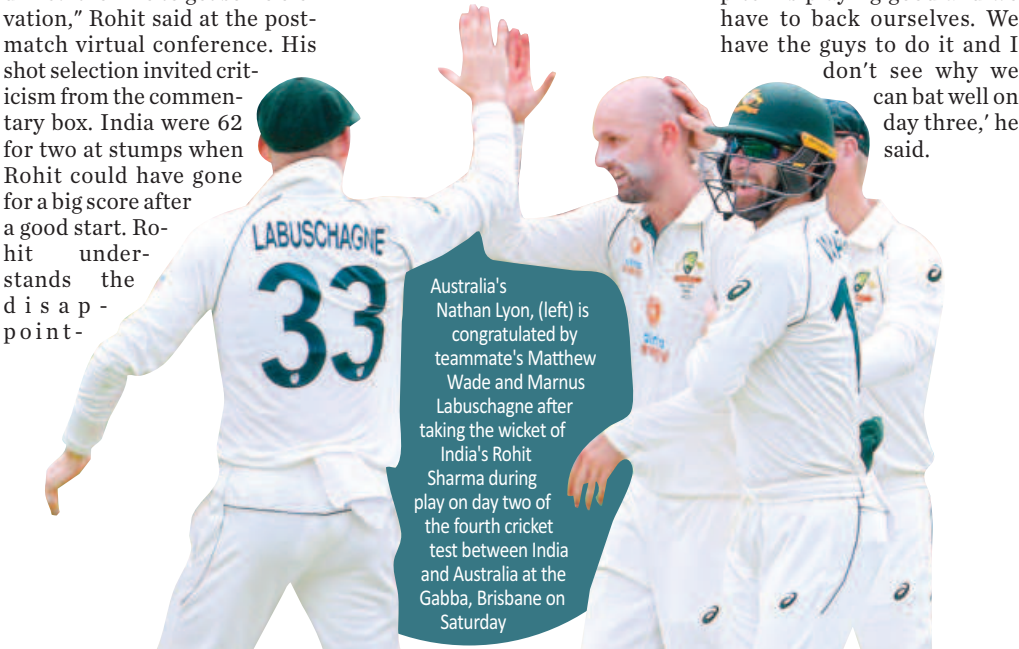 vation," Rohit said at the post-
match virtual conference. His
shot selection invited crit-
icism from the commen-
tary box. India were 62
for two at stumps when
Rohit could have gone
for a big score after
a good start. Ro-
hit under-
stands the
disap-
point-
LABUSCHAGNE
33
Australia's
Nathan Lyon, (left) is
congratulated by
teammate's Matthew
Wade and Marnus
Labuschagne after
taking the wicket of
India's Rohit
Sharma during
play on day two of
the fourth cricket
test between India
and Australia at the
Gabba, Brisbane on
Saturday
have to back ourselves. We
have the guys to do it and I
don't see why we
can bat well on
day three,' he
said.